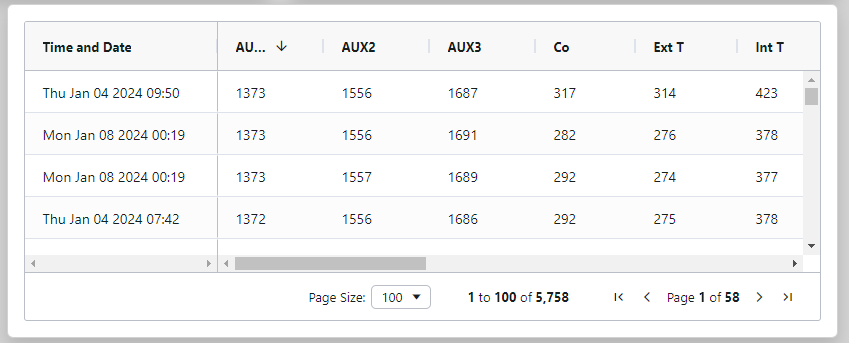 Time and Date AU... AUX2 AUX3 Co Ext T Int T
Thu Jan 04 2024 09:50 1373 1556 1687 317 314 423
Mon Jan 08 2024 00:19 1373 1556 1691 282 276 378
Mon Jan 08 2024 00:19 1373 1557 1689 292 274 377
Thu Jan 04 2024 07:42 1372 1556 1686 292 275 378
Page Size: 100 1 to 100 of 5,758 Page 1 of 58